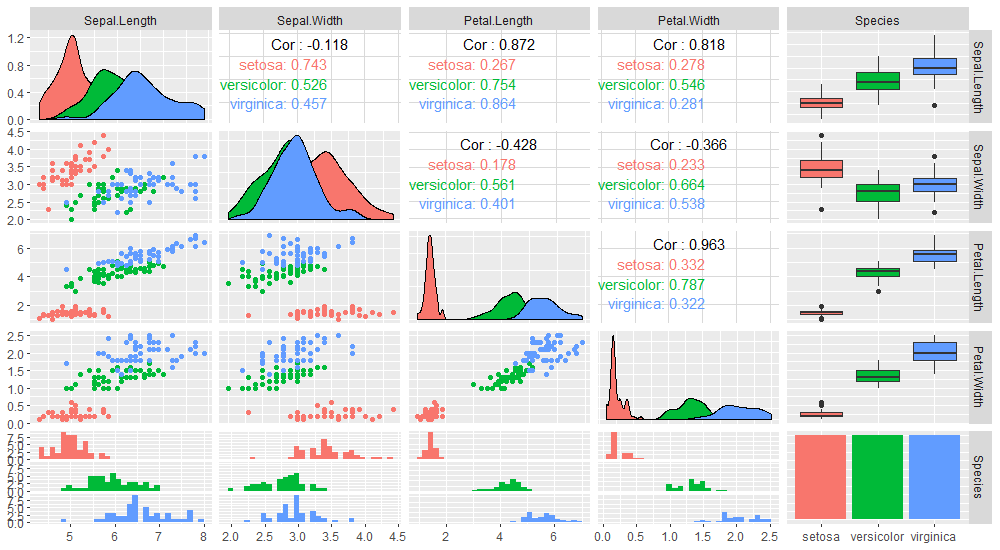 Sepal.Length Sepal.Width Petal.Length Petal.Width Species
1.2
0.8
0.4
0.0
Cor : -0.118
setosa: 0.743
versicolor: 0.526
virginica: 0.457
Cor : 0.872
setosa: 0.267
versicolor: 0.754
virginica: 0.864
Cor : 0.818
setosa: 0.278
versicolor: 0.546
virginica: 0.281
Sepal.Length
4.5
4.0
3.5
3.0
2.5
2.0
Cor : -0.428
setosa: 0.178
versicolor: 0.561
virginica: 0.401
Cor : -0.366
setosa: 0.233
versicolor: 0.664
virginica: 0.538
Sepal.Width
6
4
2
Cor : 0.963
setosa: 0.332
versicolor: 0.787
virginica: 0.322
Petal.Length
2.5
2.0
1.5
1.0
0.5
0.0
Petal.Width
7.5
5.0
2.5
0.0
7.5
5.0
2.5
0.0
7.5
5.0
2.5
0.0
Species
5 6 7 8
2.0 2.5 3.0 3.5 4.0 4.5
2 4 6
0.0 0.5 1.0 1.5 2.0 2.5
setosa versicolor virginica